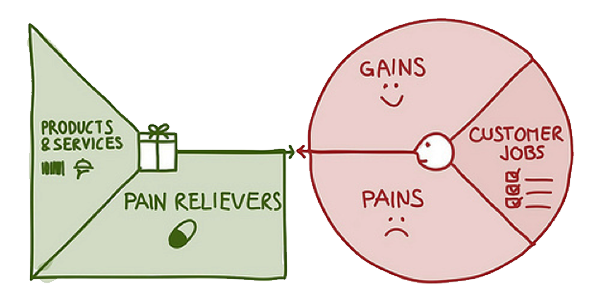 PRODUCTS
& SERVICES
PAIN RELIEVERS
GAINS
CUSTOMER
JOBS
PAINS